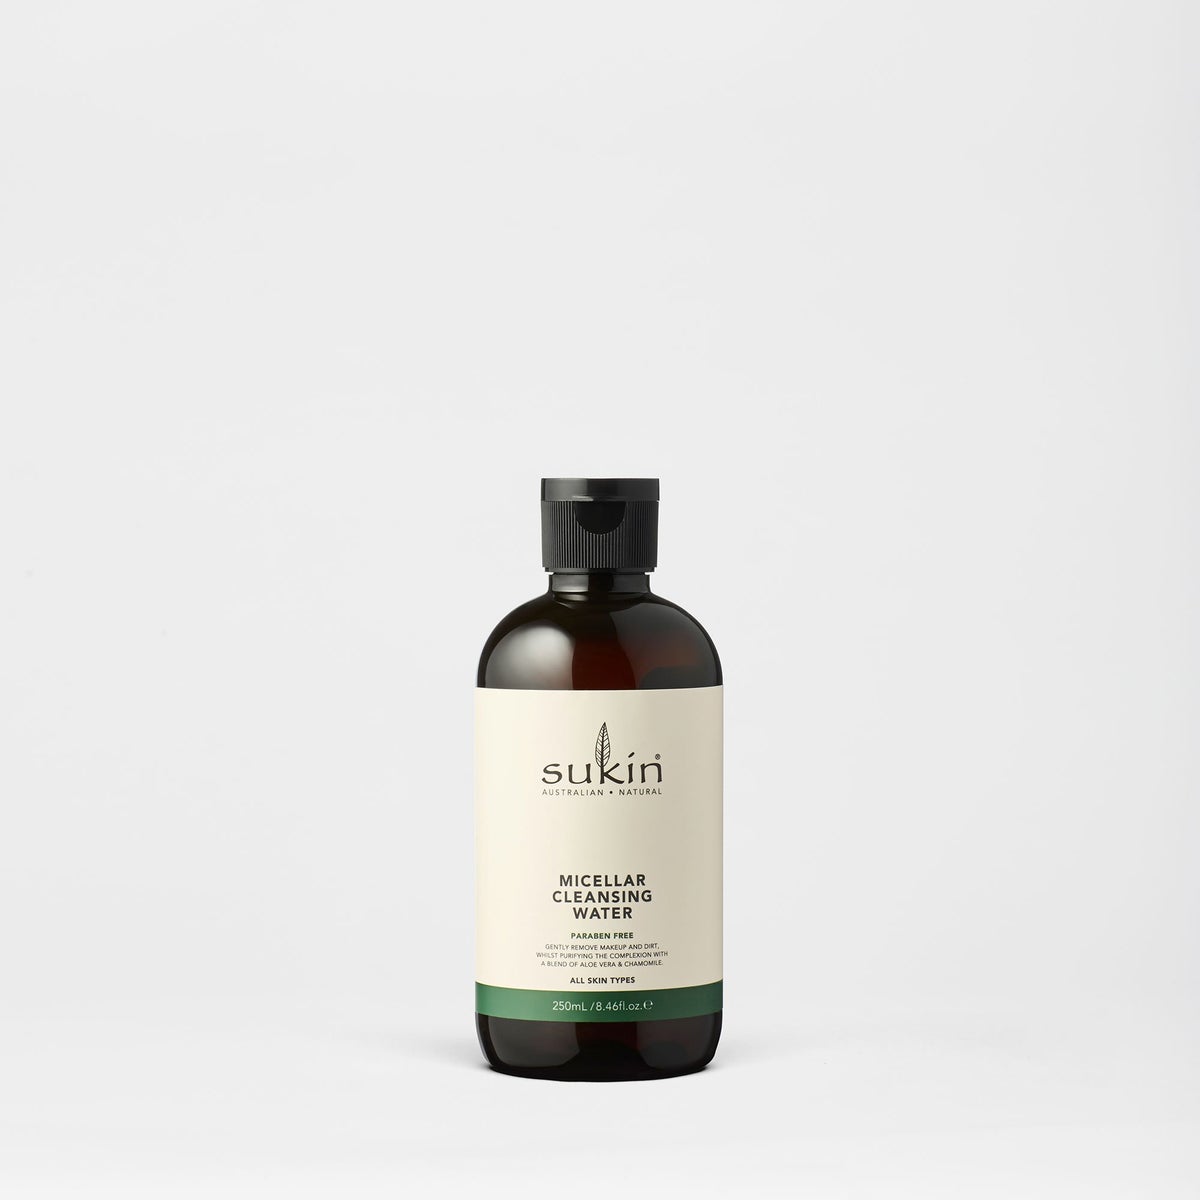 sukin®
AUSTRALIAN • NATURAL
MICELLAR
CLEANSING
WATER
PARABEN FREE
GENTLY REMOVE MAKEUP AND DIRT,
WHILST PURIFYING THE COMPLEXION WITH
A BLEND OF ALOE VERA & CHAMOMILE.
ALL SKIN TYPES
250mL / 8.46fl.oz.℮